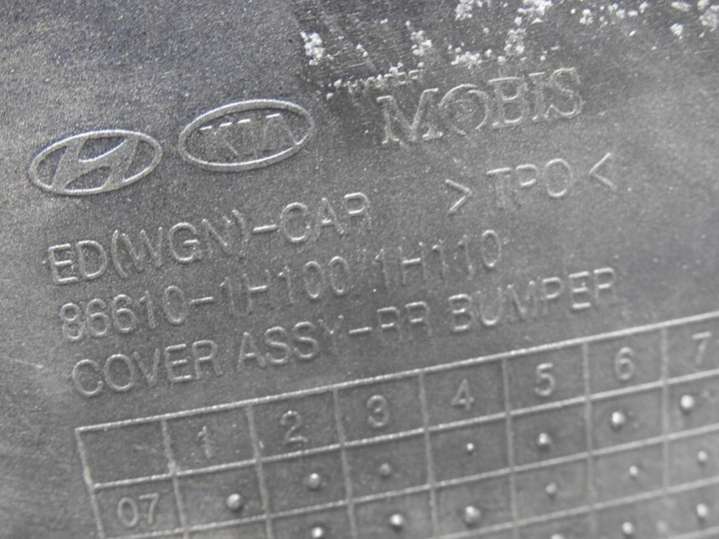 KIA MOBIS
ED(WGN)-CAR >TPO<
86610-1H100/1H110
COVER ASSY-RR BUMPER
1 2 3 4 5 6 7
07